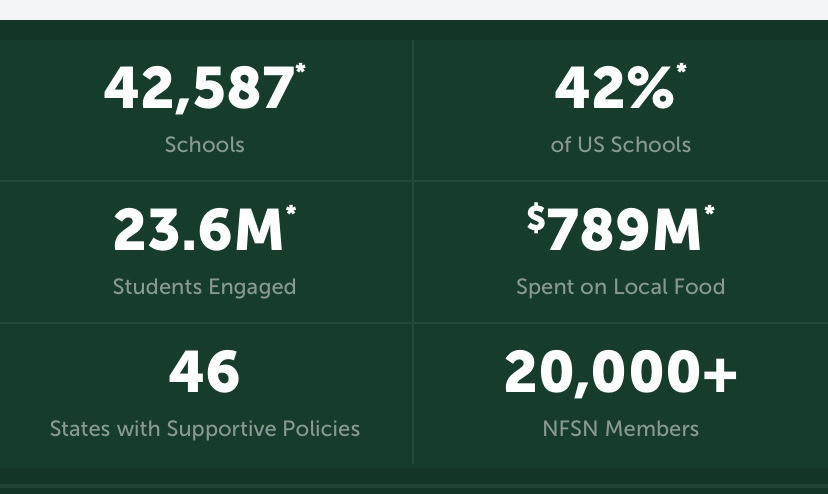 42,587*
Schools
42%*
of US Schools
23.6M*
Students Engaged
$789M*
Spent on Local Food
46
States with Supportive Policies
20,000+
NFSN Members